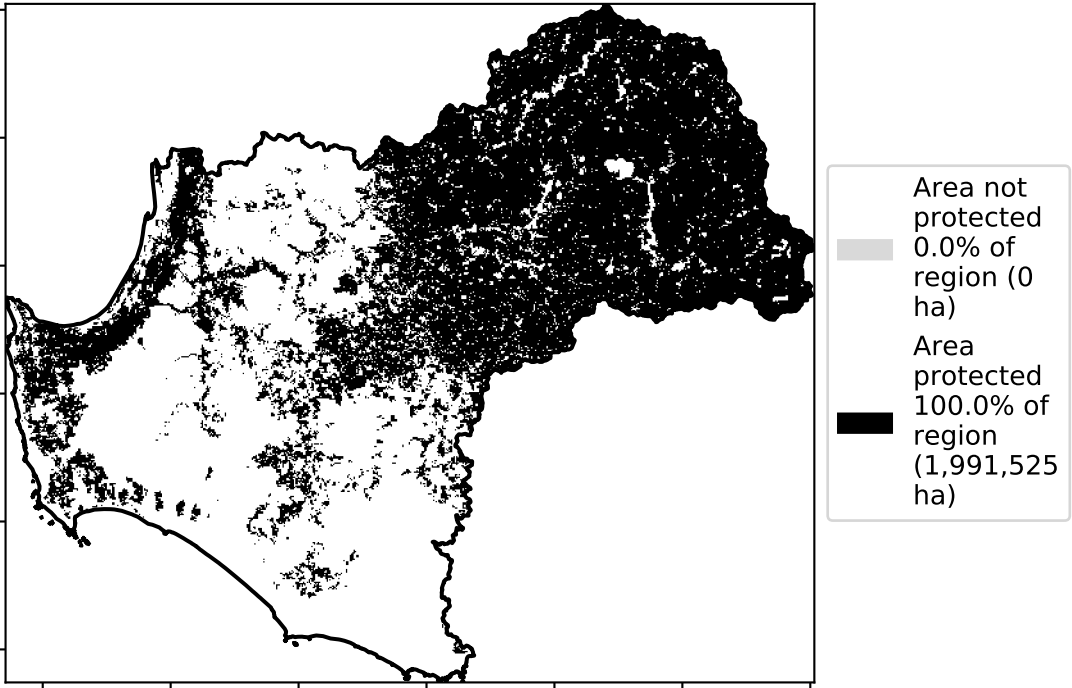 Area not
protected
0.0% of
region (0
ha)
Area
protected
100.0% of
region
(1,991,525
ha)